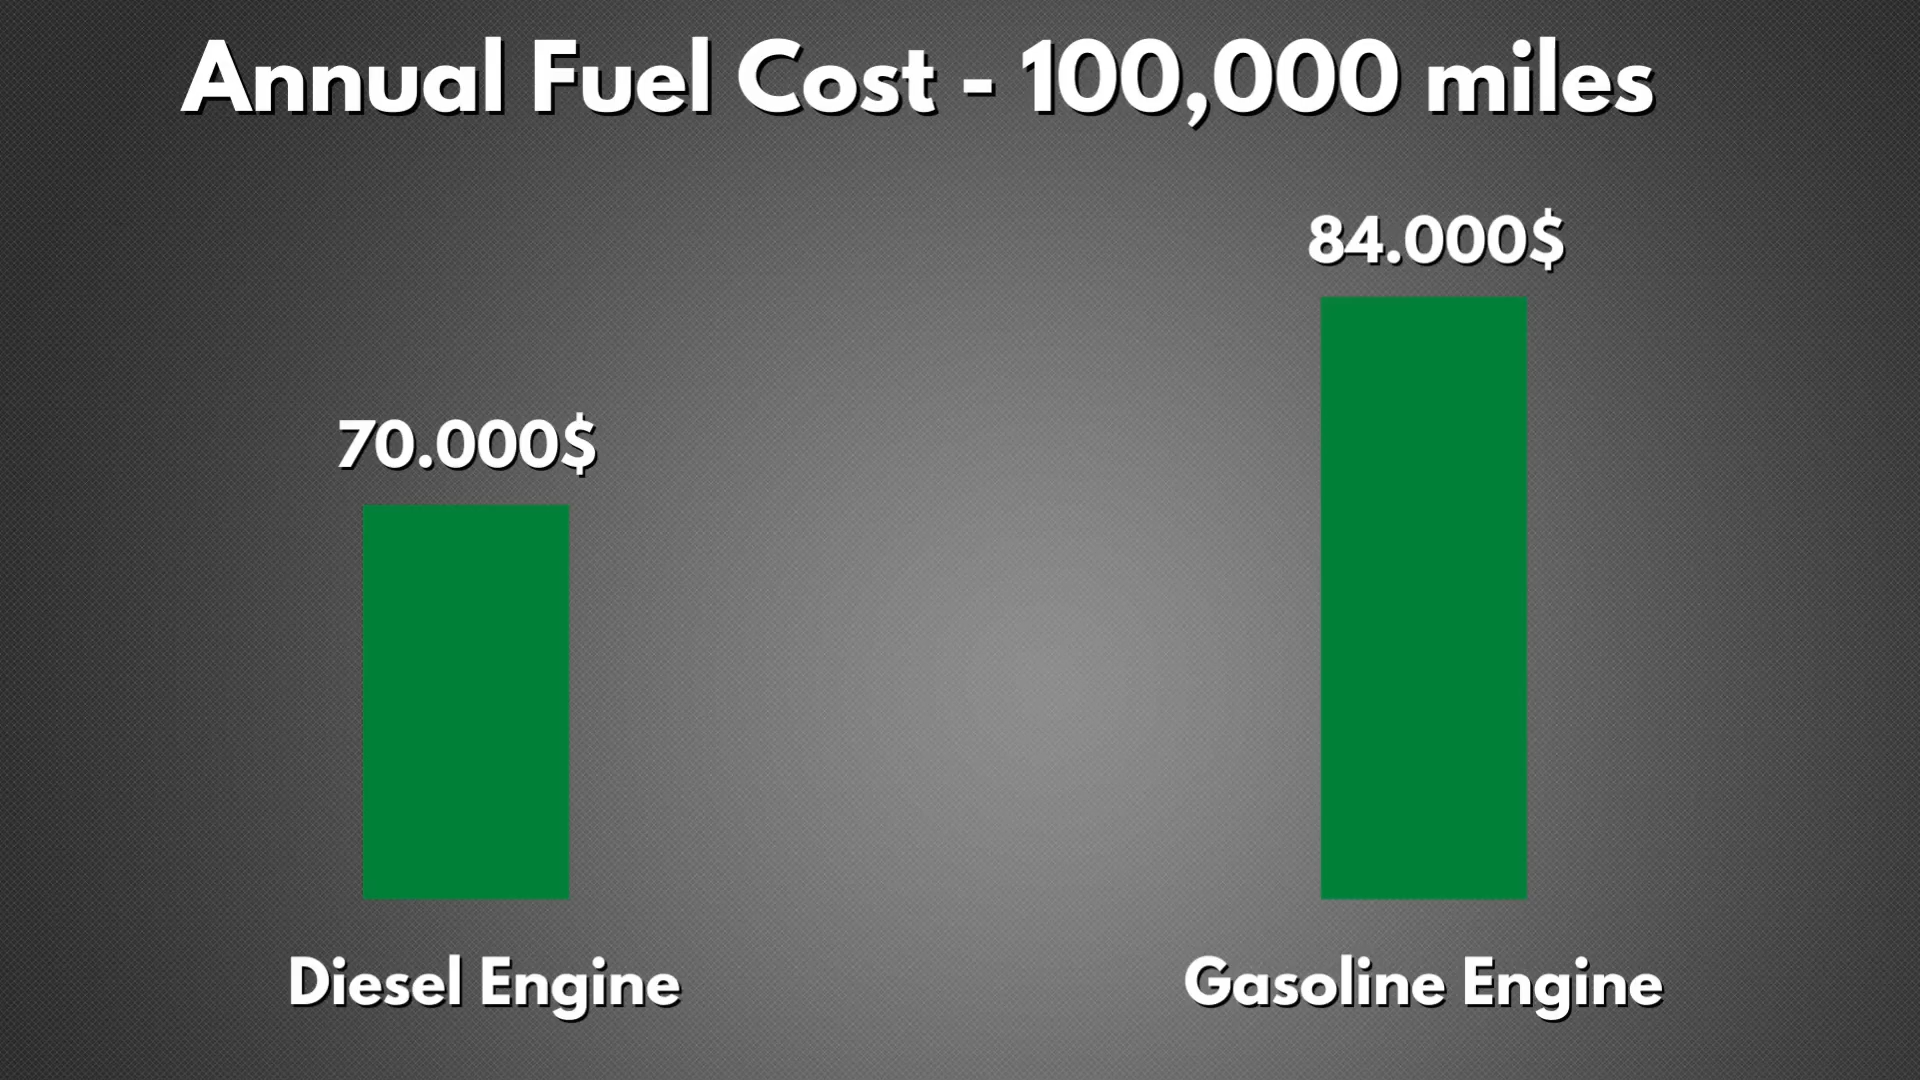 Annual Fuel Cost - 100,000 miles
84.000$
70.000$
Diesel Engine
Gasoline Engine